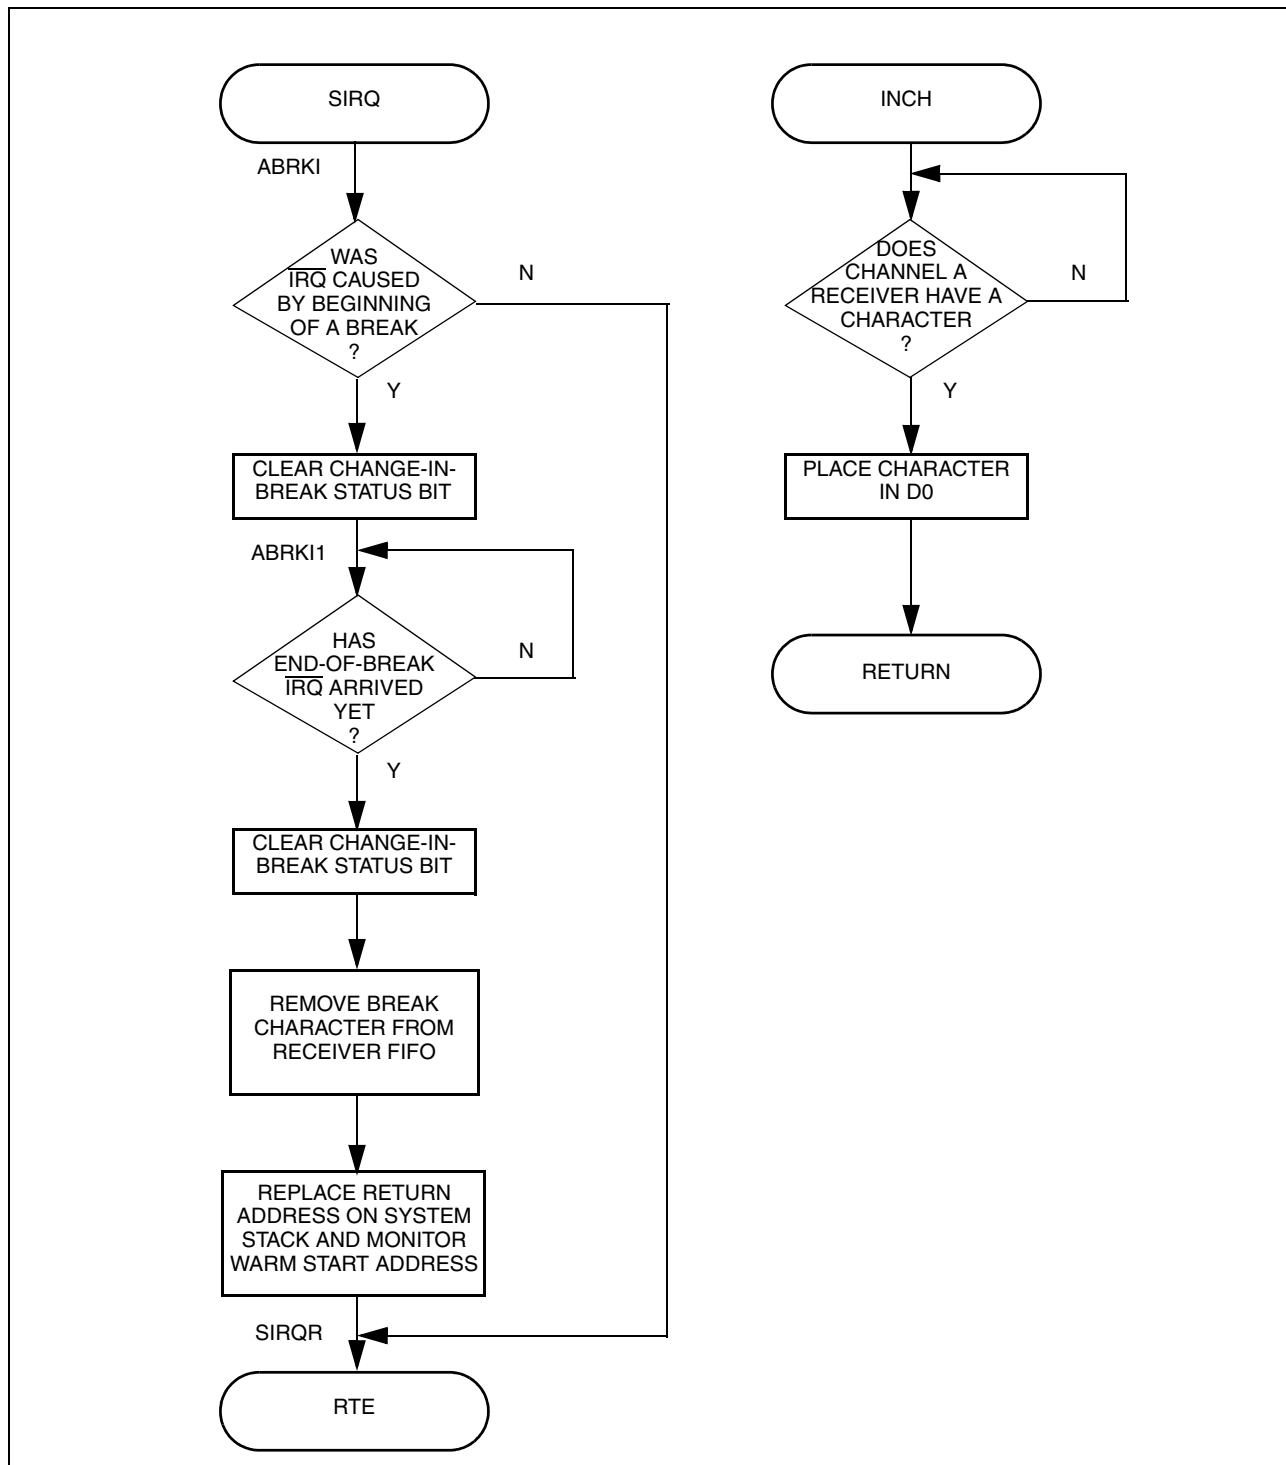 SIRQ
ABRKI
WAS
IRQ CAUSED
BY BEGINNING
OF A BREAK
?
N
Y
CLEAR CHANGE-IN-
BREAK STATUS BIT
ABRKI1
HAS
END-OF-BREAK
IRQ ARRIVED
YET
?
N
Y
CLEAR CHANGE-IN-
BREAK STATUS BIT
REMOVE BREAK
CHARACTER FROM
RECEIVER FIFO
REPLACE RETURN
ADDRESS ON SYSTEM
STACK AND MONITOR
WARM START ADDRESS
SIRQR
RTE
INCH
DOES
CHANNEL A
RECEIVER HAVE A
CHARACTER
?
N
Y
PLACE CHARACTER
IN D0
RETURN